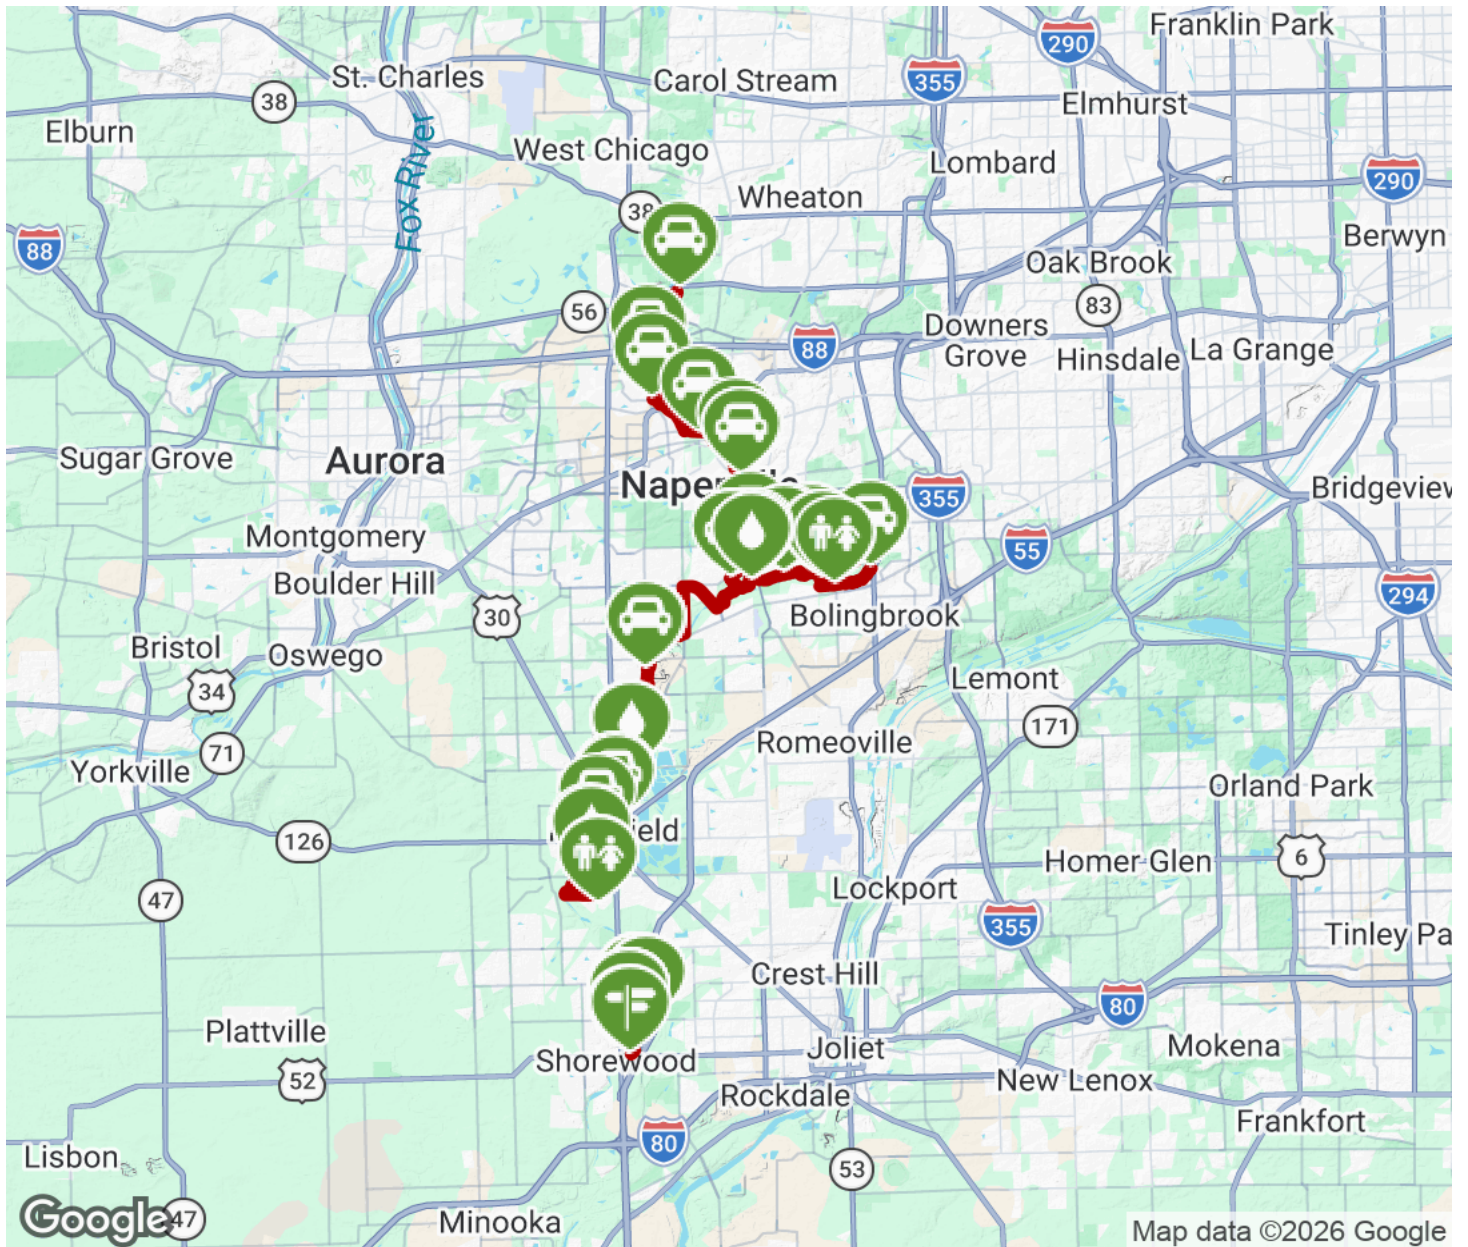 Franklin Park
290
St. Charles
Carol Stream
355
38
Elmhurst
Elburn
Fox River
West Chicago
Lombard
290
Wheaton
38
Berwyn
88
Oak Brook
56
83
Downers
Grove
88
Hinsdale
La Grange
Sugar Grove
Aurora
355
Bridgeview
Montgomery
55
Boulder Hill
294
30
Bolingbrook
Bristol
Oswego
34
Lemont
171
71
Romeoville
Yorkville
Orland Park
126
6
Homer Glen
47
Lockport
355
Tinley Pa
Crest Hill
80
Plattville
Joliet
Mokena
Shorewood
52
New Lenox
Rockdale
Frankfort
80
Lisbon
53
Google
47
Minooka
Map data ©2026 Google